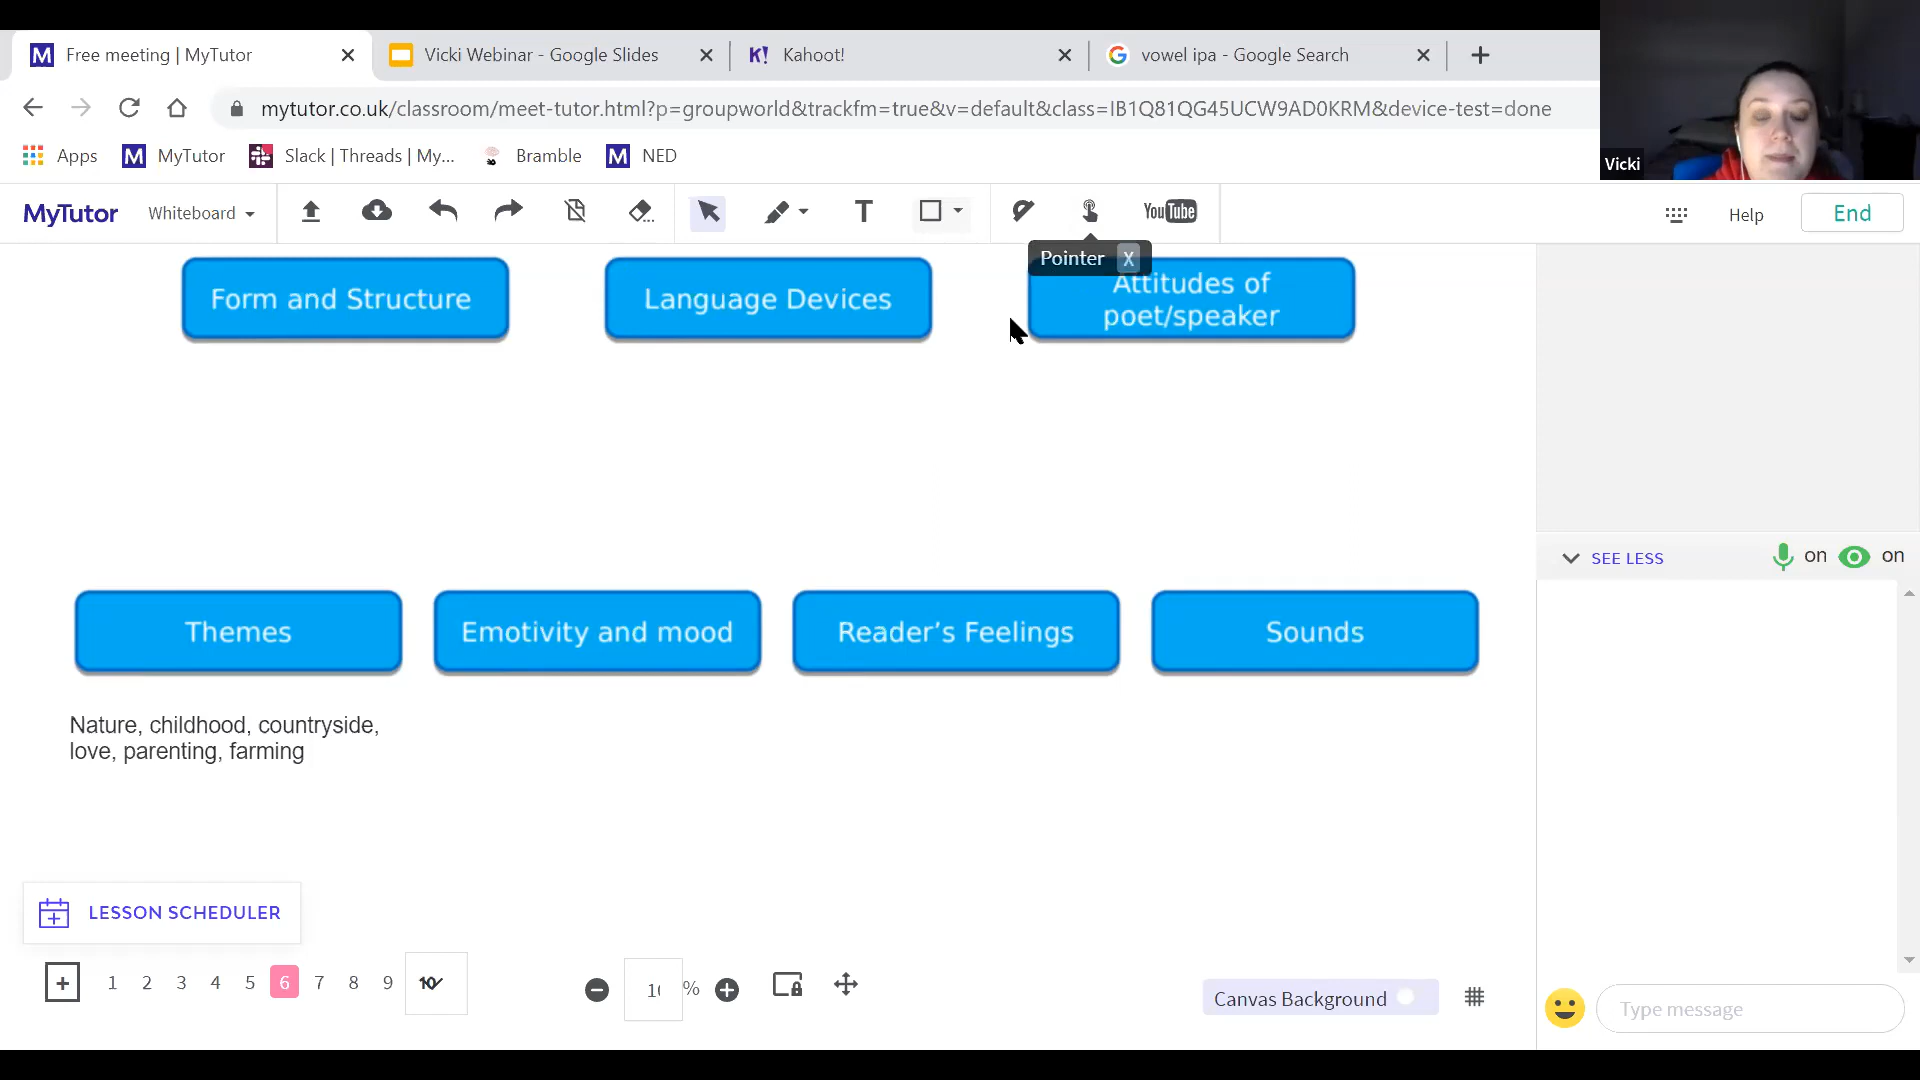 Free meeting | MyTutor
Vicki Webinar - Google Slides
K! Kahoot!
vowel ipa - Google Search
mytutor.co.uk/classroom/meet-tutor.html?p=groupworld&trackfm=true&v=default&class=IB1Q81QG45UCW9AD0KRM&device-test=done
Apps
M MyTutor
Slack | Threads | My...
Bramble
M NED
Vicki
MyTutor
Whiteboard
T
YouTube
Help
End
Pointer X
Form and Structure
Language Devices
Attitudes of
poet/speaker
SEE LESS
on
on
Themes
Emotivity and mood
Reader's Feelings
Sounds
Nature, childhood, countryside,
love, parenting, farming
LESSON SCHEDULER
1 2 3 4 5 6 7 8 9 10
%
Canvas Background
Type message